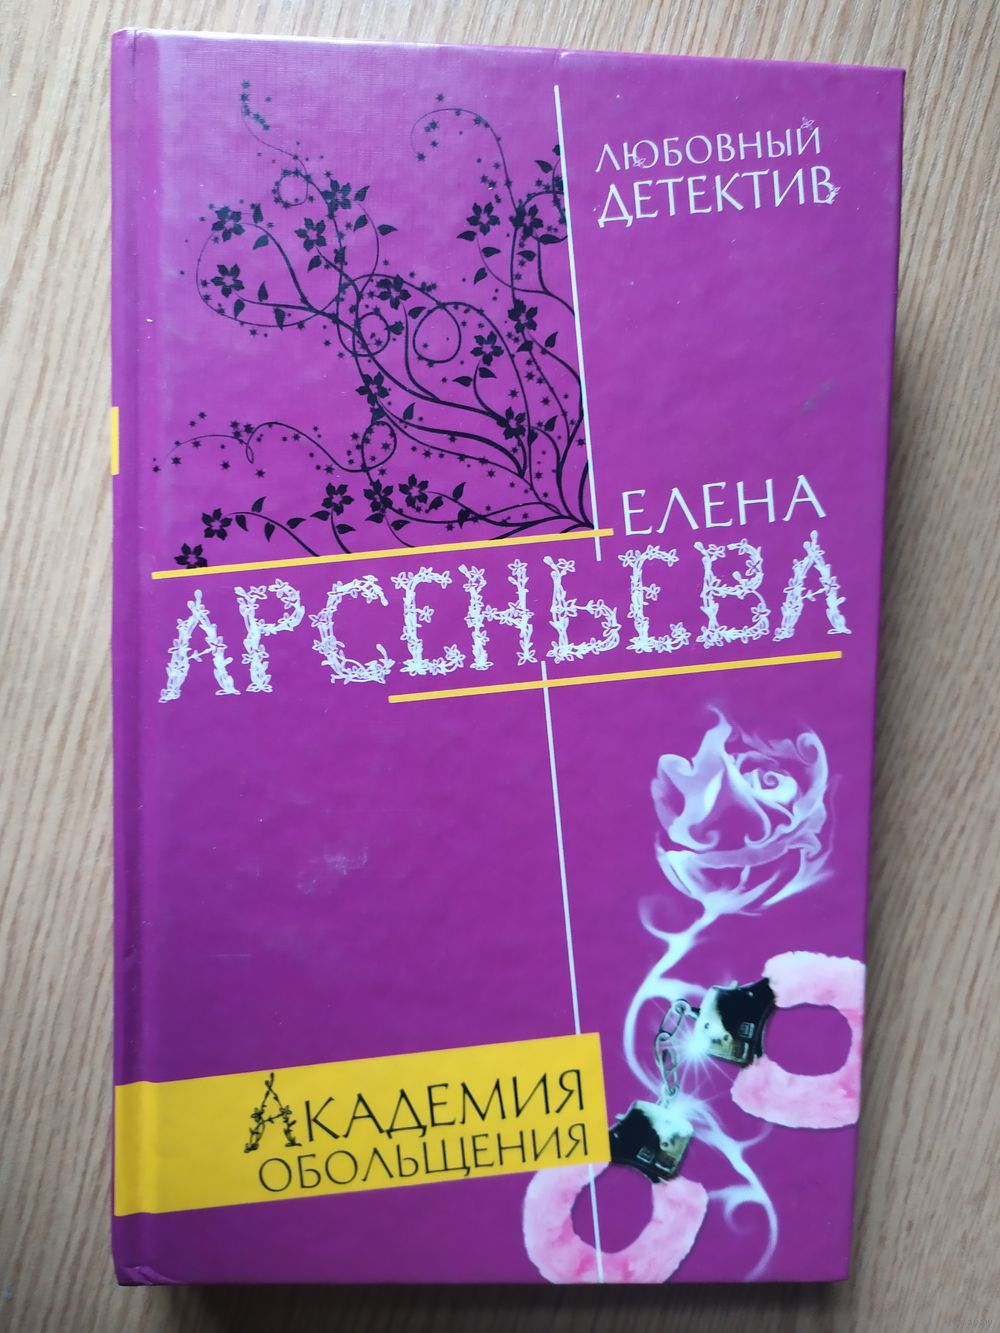 ЛЮБОВНЫЙ
ДЕТЕКТИВ
ЕЛЕНА
АРСЕНЬЕВА
АКАДЕМИЯ
ОБОЛЬЩЕНИЯ